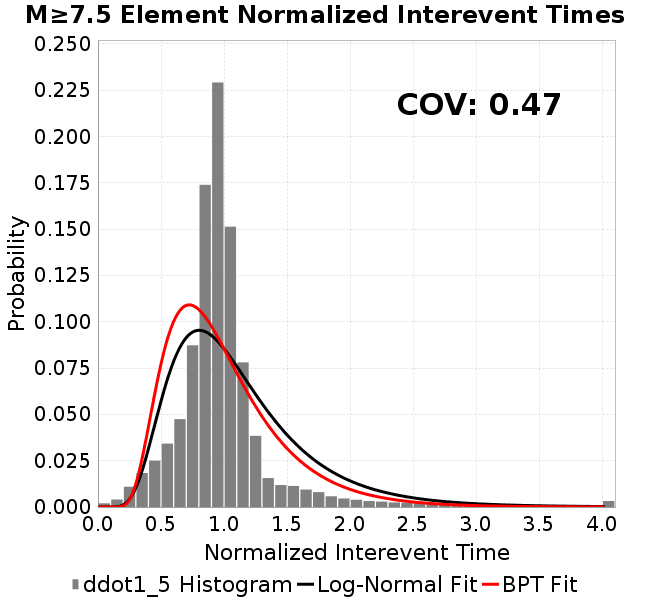 M≥7.5 Element Normalized Interevent Times
COV: 0.47
Probability
0.250
0.225
0.200
0.175
0.150
0.125
0.100
0.075
0.050
0.025
0.000
0.0 0.5 1.0 1.5 2.0 2.5 3.0 3.5 4.0
Normalized Interevent Time
ddot1_5 Histogram Log-Normal Fit BPT Fit